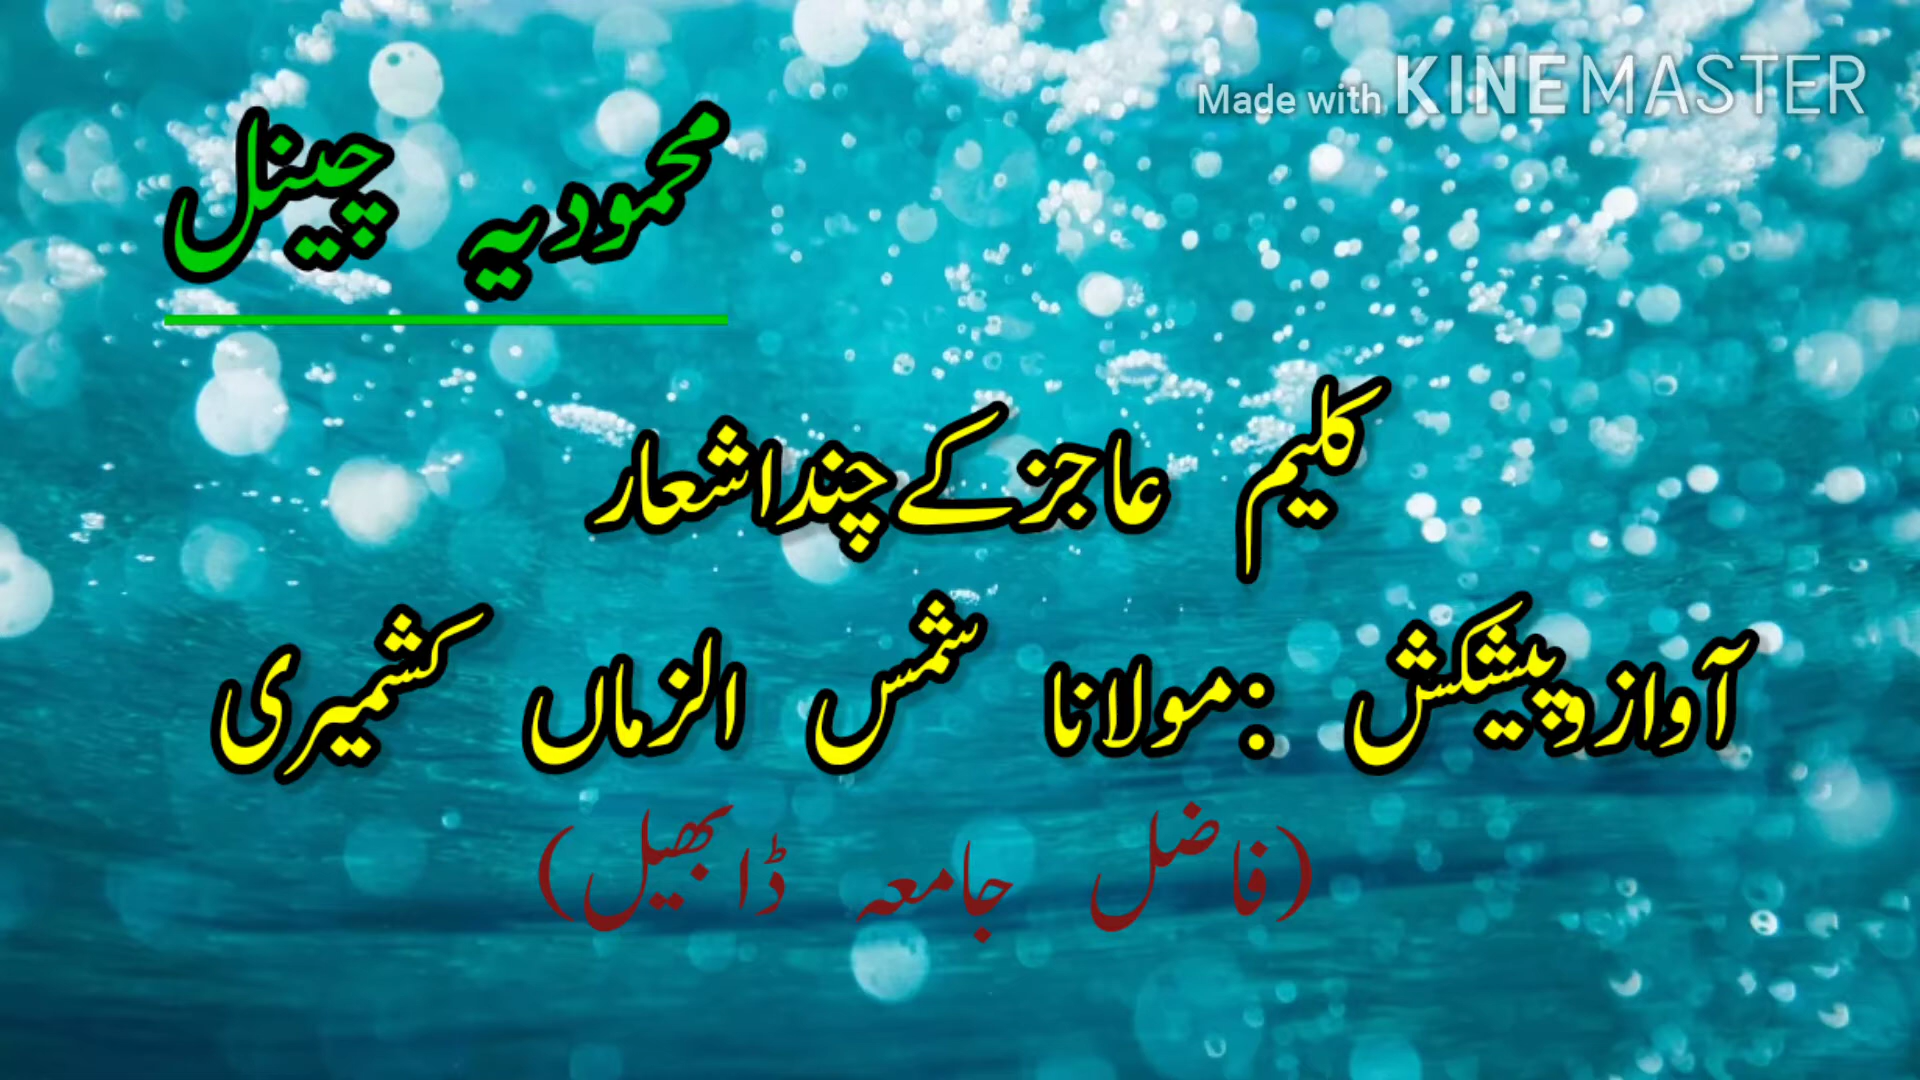 Made with KINEMASTER
محمودیہ چینل
کلیم عاجز کے چند اشعار
آواز و پیشکش : مولانا شمس الزماں کشمیری
(فاضل جامعہ ڈابھیل)